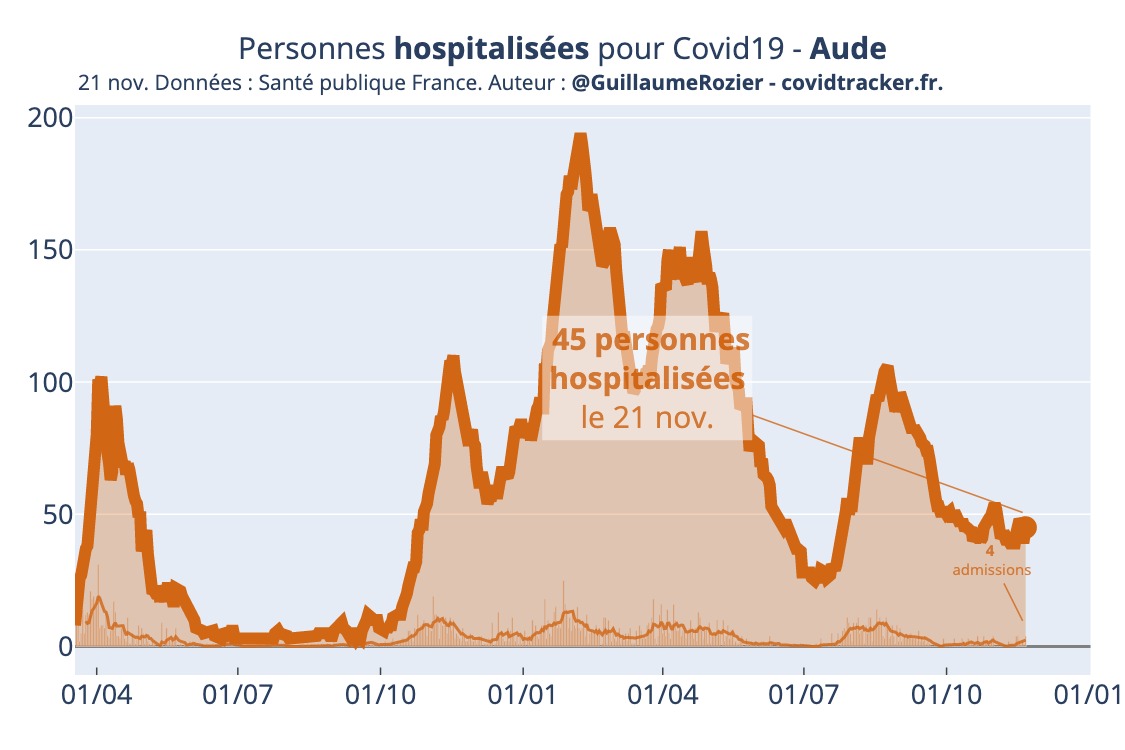 Personnes hospitalisées pour Covid19 - Aude
21 nov. Données : Santé publique France. Auteur : @GuillaumeRozier - covidtracker.fr.
200
150
100
50
0
45 personnes
hospitalisées
le 21 nov.
4
admissions
01/04 01/07 01/10 01/01 01/04 01/07 01/10 01/01